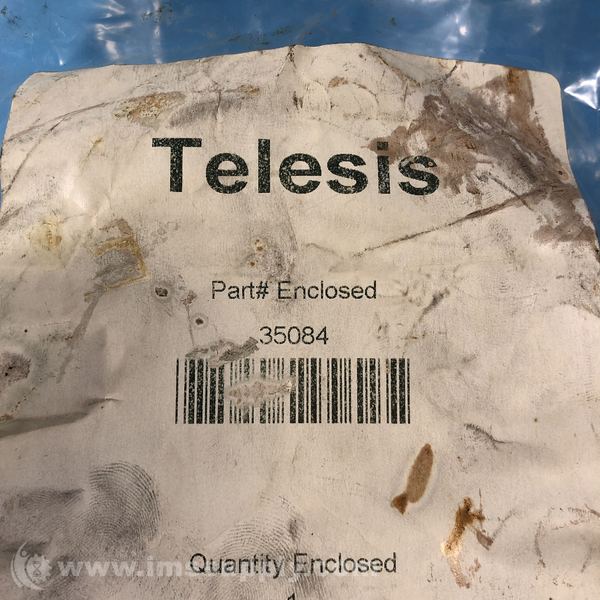 Telesis
Part# Enclosed
35084
Quantity Enclosed